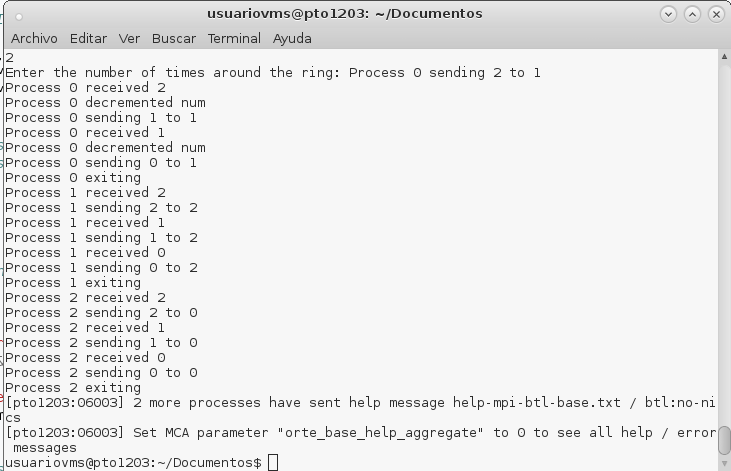 usuariovms@pto1203: ~/Documentos
Archivo Editar Ver Buscar Terminal Ayuda
2
Enter the number of times around the ring: Process 0 sending 2 to 1
Process 0 received 2
Process 0 decremented num
Process 0 sending 1 to 1
Process 0 received 1
Process 0 decremented num
Process 0 sending 0 to 1
Process 0 exiting
Process 1 received 2
Process 1 sending 2 to 2
Process 1 received 1
Process 1 sending 1 to 2
Process 1 received 0
Process 1 sending 0 to 2
Process 1 exiting
Process 2 received 2
Process 2 sending 2 to 0
Process 2 received 1
Process 2 sending 1 to 0
Process 2 received 0
Process 2 sending 0 to 0
Process 2 exiting
[pto1203:06003] 2 more processes have sent help message help-mpi-btl-base.txt / btl:no-ni
cs
[pto1203:06003] Set MCA parameter "orte_base_help_aggregate" to 0 to see all help / error
messages
usuariovms@pto1203:~/Documentos$